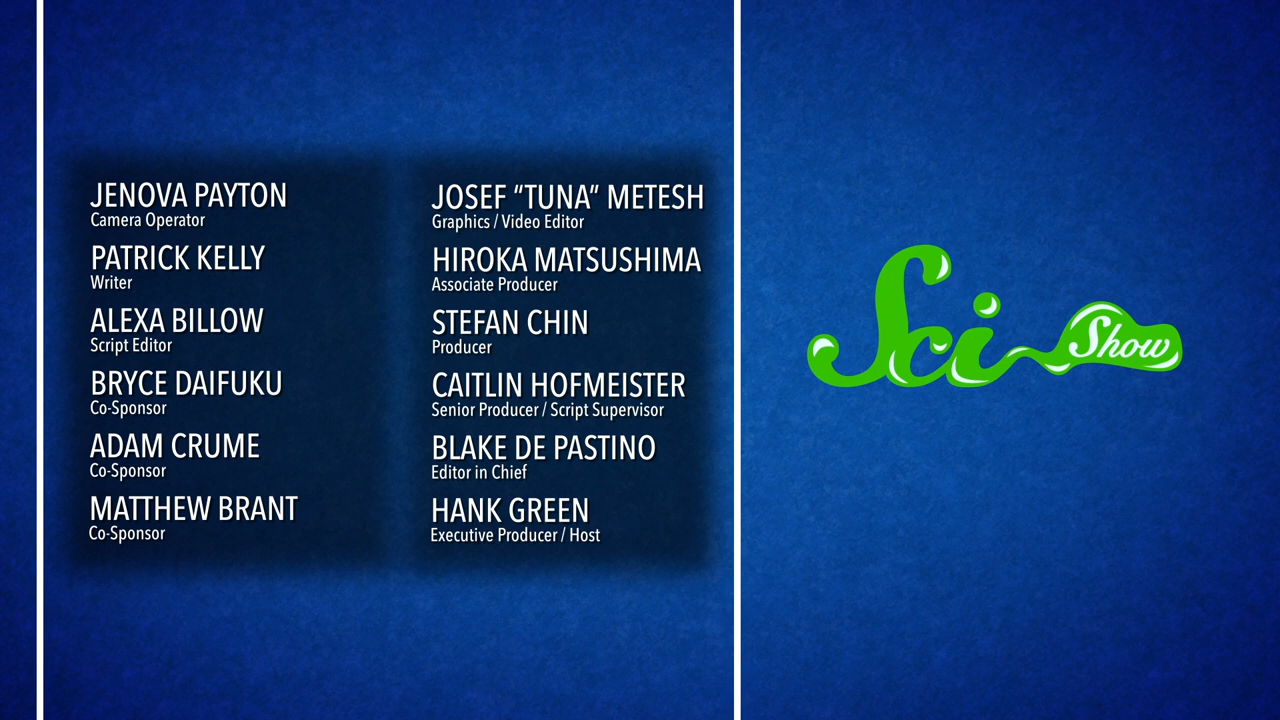 JENOVA PAYTON
Camera Operator
PATRICK KELLY
Writer
ALEXA BILLOW
Script Editor
BRYCE DAIFUKU
Co-Sponsor
ADAM CRUME
Co-Sponsor
MATTHEW BRANT
Co-Sponsor
JOSEF “TUNA” METESH
Graphics / Video Editor
HIROKA MATSUSHIMA
Associate Producer
STEFAN CHIN
Producer
CAITLIN HOFMEISTER
Senior Producer / Script Supervisor
BLAKE DE PASTINO
Editor in Chief
HANK GREEN
Executive Producer / Host
Sci Show